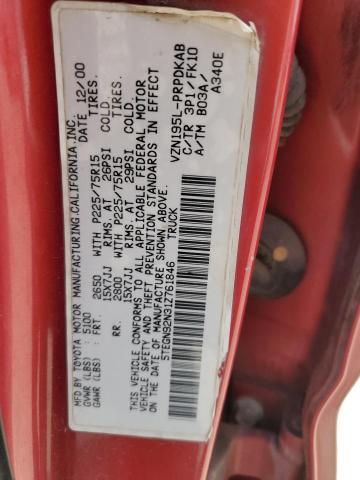 MFD. BY TOYOTA MOTOR MANUFACTURING.CALIFORNIA.INC.
GVWR (LBS) : 5100 DATE 12/00
GAWR (LBS) : FRT. 2650 WITH P225/75R15 TIRES.
15X7JJ RIMS. AT 26PSI COLD.
RR. 2800 WITH P225/75R15 TIRES.
15X7JJ RIMS. AT 29PSI COLD.
THIS VEHICLE CONFORMS TO ALL APPLICABLE FEDERAL MOTOR
VEHICLE SAFETY AND THEFT PREVENTION STANDARDS IN EFFECT
ON THE DATE OF MANUFACTURE SHOWN ABOVE.
5TEGN92N31Z761846
TRUCK
VZN195L-PRPDKAB
C/TR 3P1/FK10
A/TM B03A/
A340E